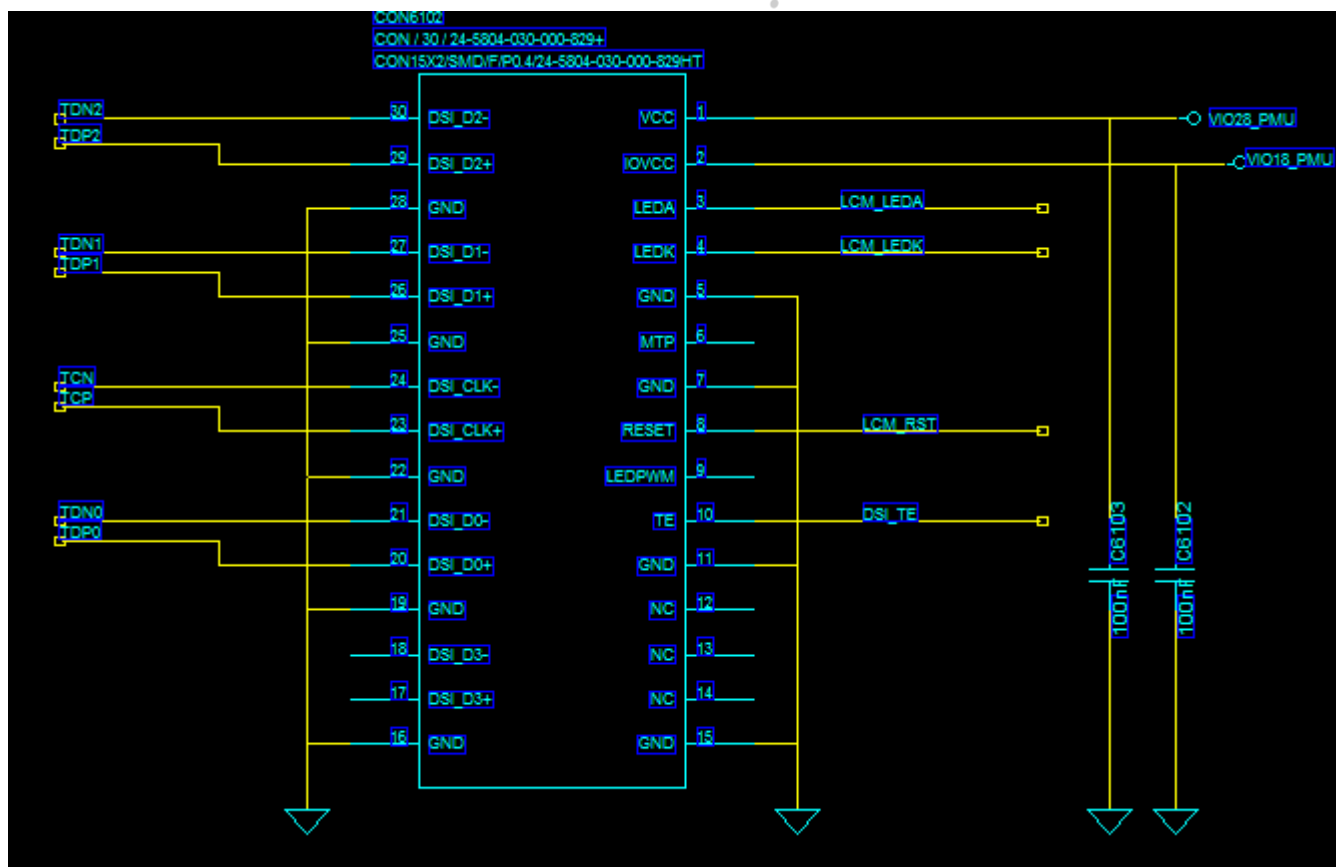 CON6102
CON / 30 / 24-5804-030-000-829+
CON15X2/SMD/F/P0.4/24-5804-030-000-829HT
TDN2 30 DSI_D2- VCC 1 VIO28_PMU
TDP2 29 DSI_D2+ IOVCC 2 VIO18_PMU
28 GND LEDA 3 LCM_LEDA
TDN1 27 DSI_D1- LEDK 4 LCM_LEDK
TDP1 26 DSI_D1+ GND 5
25 GND MTP 6
TCN 24 DSI_CLK- GND 7
TCP 23 DSI_CLK+ RESET 8 LCM_RST
22 GND LEDPWM 9
TDN0 21 DSI_D0- TE 10 DSI_TE
TDP0 20 DSI_D0+ GND 11
19 GND NC 12
18 DSI_D3- NC 13
17 DSI_D3+ NC 14
16 GND GND 15
C6103
100nF
C6102
100nF